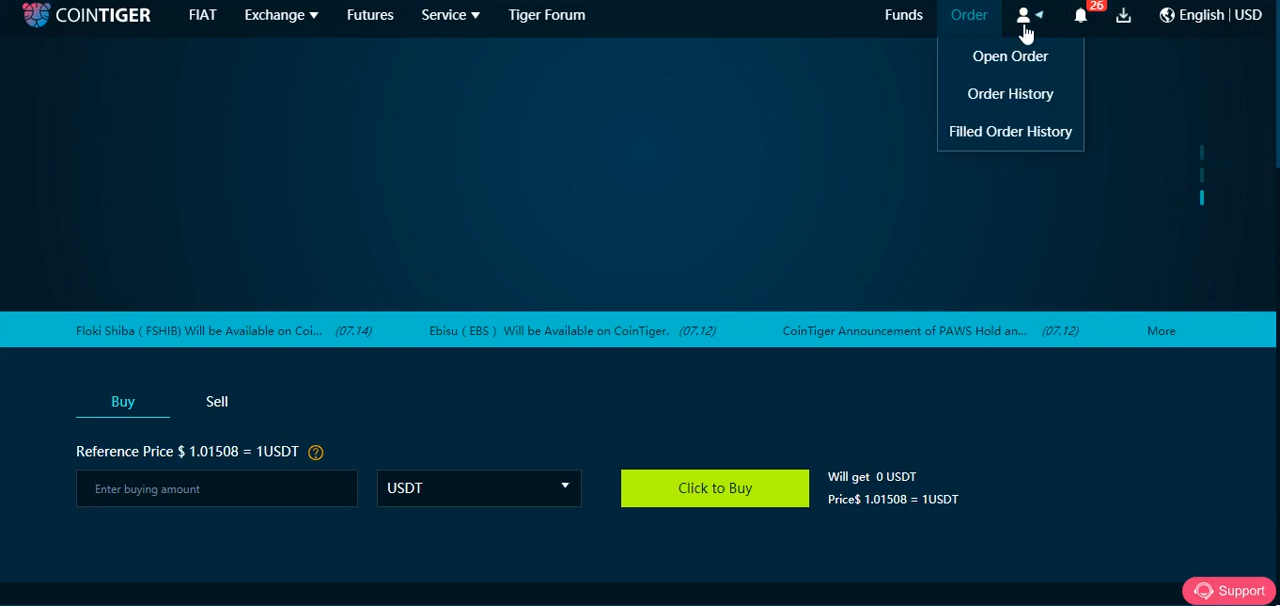 COINTIGER FIAT Exchange Futures Service Tiger Forum Funds Order 26 English | USD
Open Order
Order History
Filled Order History
Floki Shiba ( FSHIB) Will be Available on Coi... (07.14) Ebisu ( EBS ) Will be Available on CoinTiger. (07.12) CoinTiger Announcement of PAWS Hold an... (07.12) More
Buy Sell
Reference Price $ 1.01508 = 1USDT ?
Enter buying amount USDT Click to Buy Will get 0 USDT
Price$ 1.01508 = 1USDT
Support